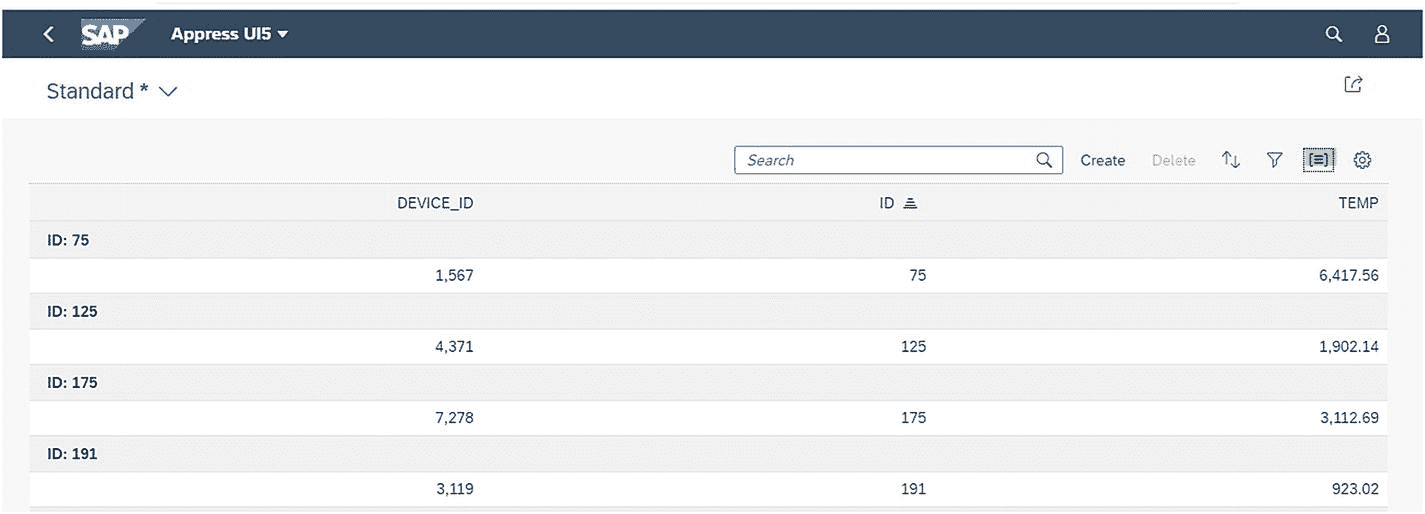 SAP Appress UI5
Standard *
Search Create Delete
DEVICE_ID ID TEMP
ID: 75
1,567 75 6,417.56
ID: 125
4,371 125 1,902.14
ID: 175
7,278 175 3,112.69
ID: 191
3,119 191 923.02